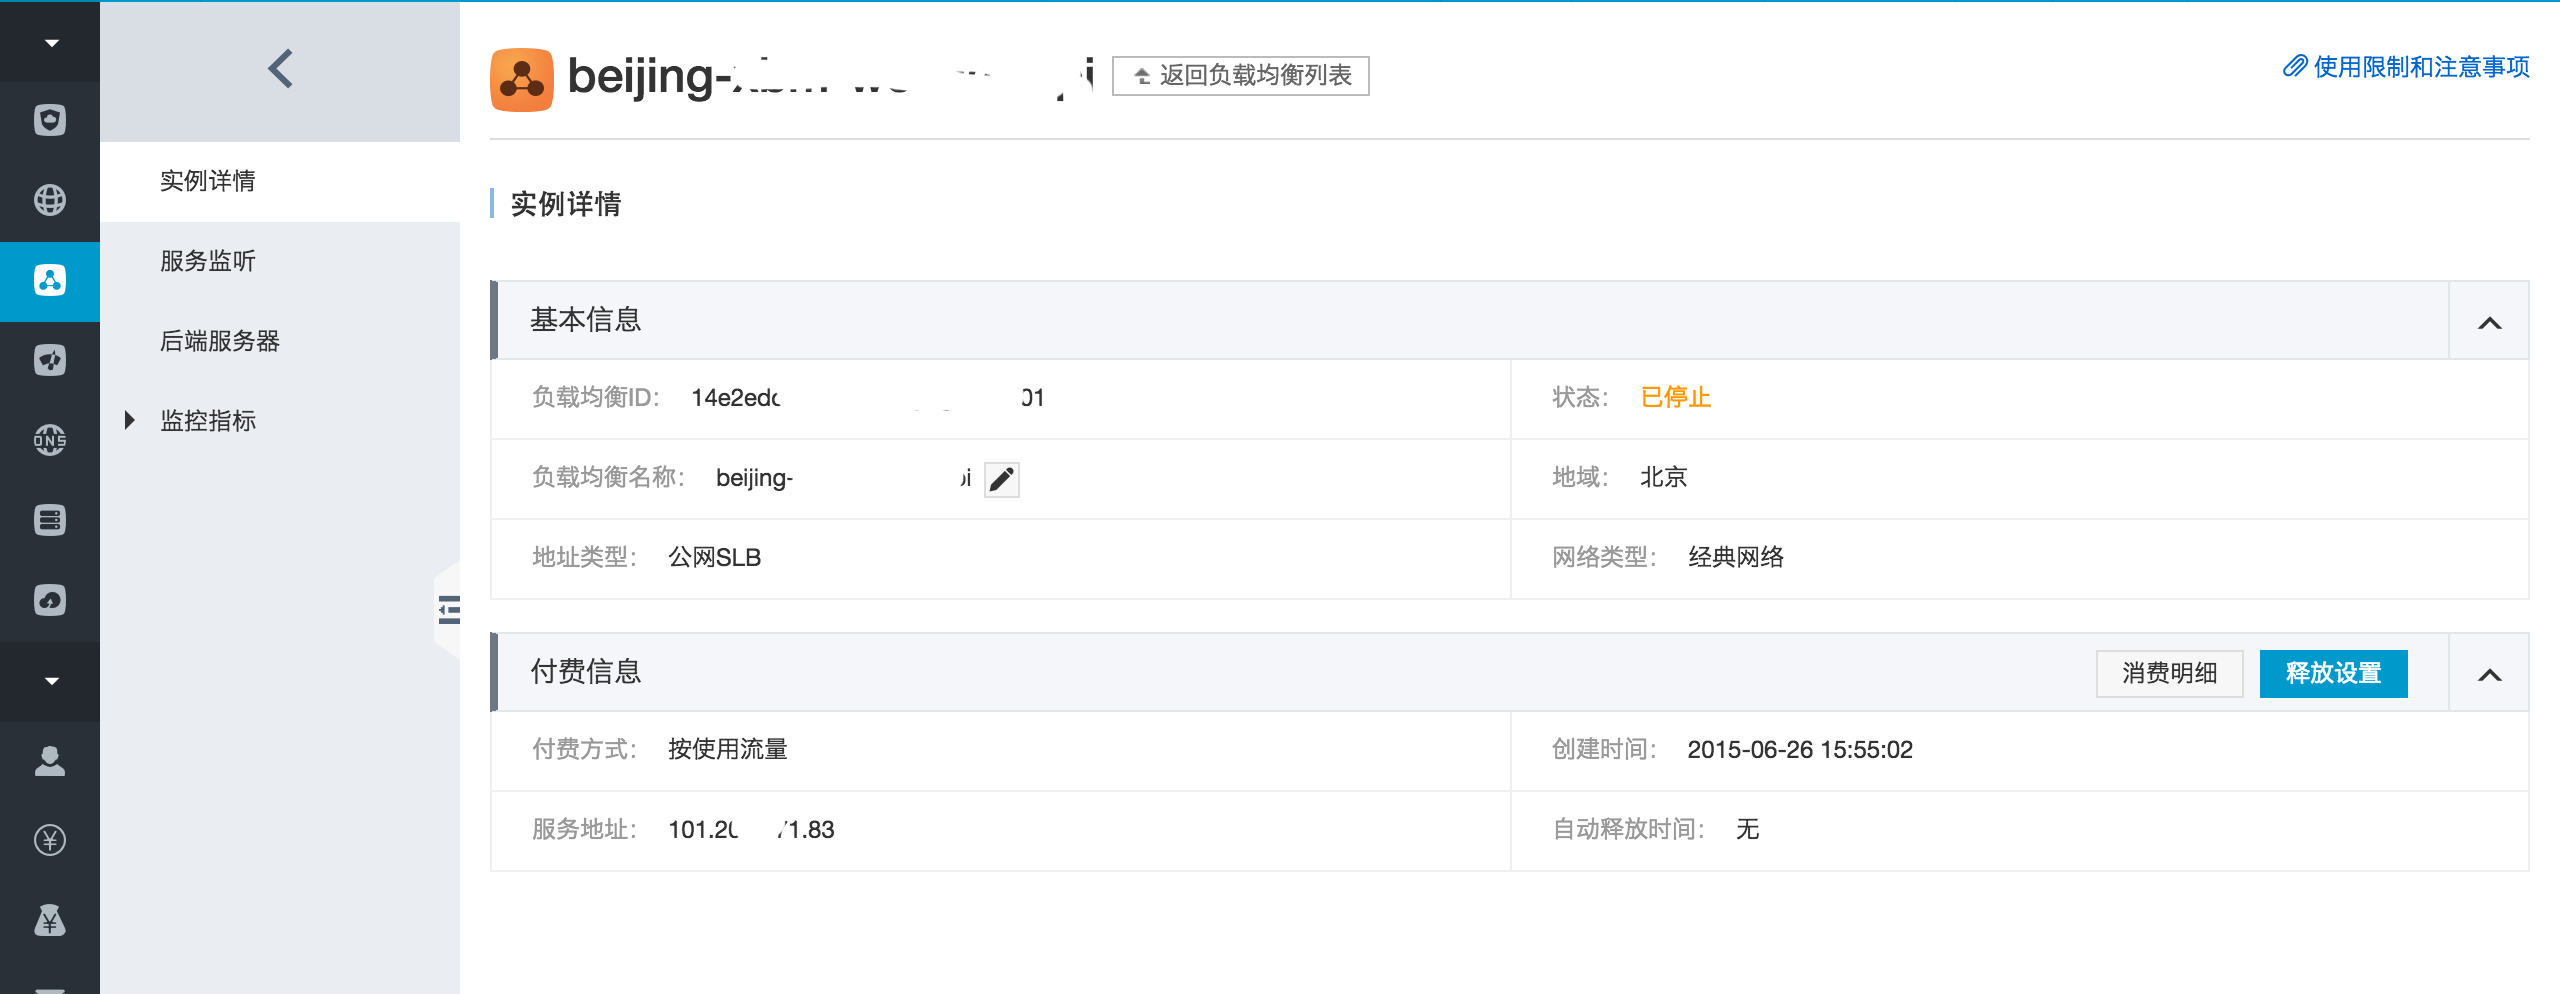 beijing-
返回负载均衡列表
使用限制和注意事项
实例详情
服务监听
后端服务器
监控指标
DNS
实例详情
基本信息
负载均衡ID: 14e2ed 01
状态: 已停止
负载均衡名称: beijing- i
地域: 北京
地址类型: 公网SLB
网络类型: 经典网络
付费信息
消费明细
释放设置
付费方式: 按使用流量
创建时间: 2015-06-26 15:55:02
服务地址: 101.2 1.83
自动释放时间: 无